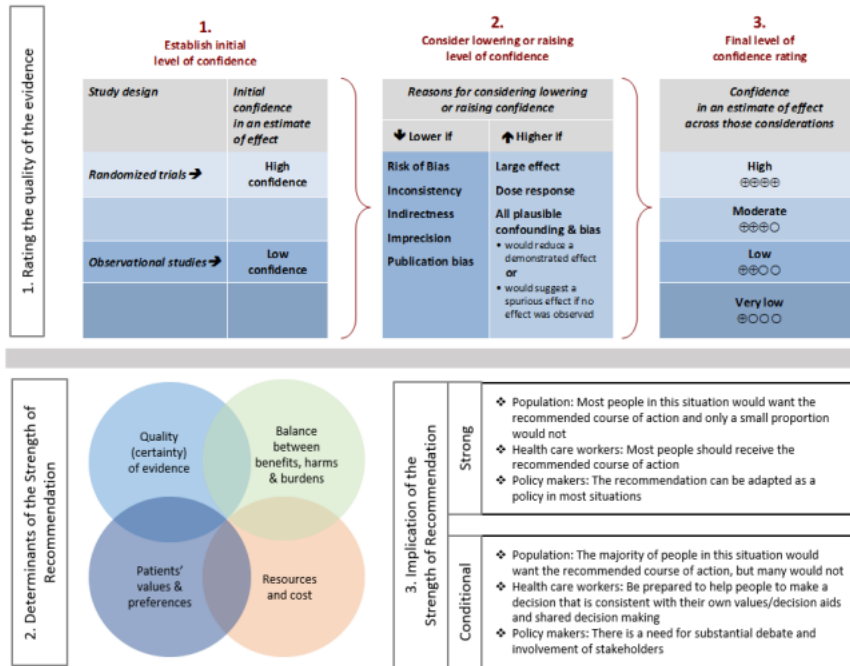 1. Rating the quality of the evidence
1.
Establish initial
level of confidence
2.
Consider lowering or raising
level of confidence
3.
Final level of
confidence rating
Study design
Initial
confidence
in an estimate
of effect
Reasons for considering lowering
or raising confidence
🡇 Lower if
🡅 Higher if
Confidence
in an estimate of effect
across those considerations
Randomized trials ➔
High
confidence
Observational studies ➔
Low
confidence
Risk of Bias
Inconsistency
Indirectness
Imprecision
Publication bias
Large effect
Dose response
All plausible
confounding & bias
• would reduce a
demonstrated effect
or
• would suggest a
spurious effect if no
effect was observed
High
⊕⊕⊕⊕
Moderate
⊕⊕⊕○
Low
⊕⊕○○
Very low
⊕○○○
2. Determinants of the Strength of
Recommendation
Quality
(certainty)
of evidence
Balance
between
benefits, harms
& burdens
Patients'
values &
preferences
Resources
and cost
3. Implication of the
Strength of Recommendation
Strong
❖ Population: Most people in this situation would want the
recommended course of action and only a small proportion
would not
❖ Health care workers: Most people should receive the
recommended course of action
❖ Policy makers: The recommendation can be adapted as a
policy in most situations
Conditional
❖ Population: The majority of people in this situation would
want the recommended course of action, but many would not
❖ Health care workers: Be prepared to help people to make a
decision that is consistent with their own values/decision aids
and shared decision making
❖ Policy makers: There is a need for substantial debate and
involvement of stakeholders